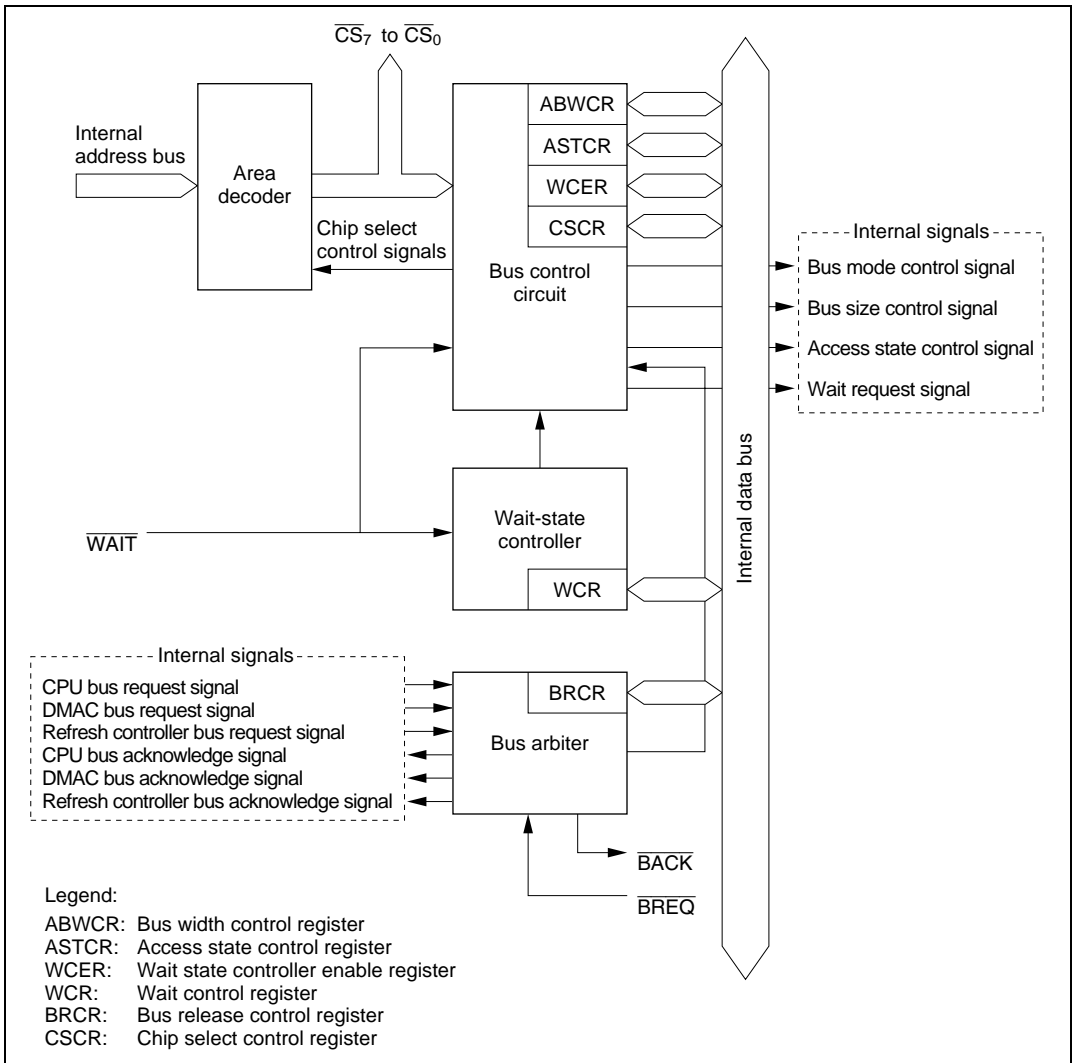 C̅S̅₇ to C̅S̅₀
Internal
address bus
Area
decoder
Chip select
control signals
ABWCR
ASTCR
WCER
CSCR
Bus control
circuit
Internal signals
Bus mode control signal
Bus size control signal
Access state control signal
Wait request signal
Internal data bus
W̅A̅I̅T̅
Wait-state
controller
WCR
Internal signals
CPU bus request signal
DMAC bus request signal
Refresh controller bus request signal
CPU bus acknowledge signal
DMAC bus acknowledge signal
Refresh controller bus acknowledge signal
BRCR
Bus arbiter
B̅A̅C̅K̅
B̅R̅E̅Q̅
Legend:
ABWCR: Bus width control register
ASTCR: Access state control register
WCER: Wait state controller enable register
WCR: Wait control register
BRCR: Bus release control register
CSCR: Chip select control register